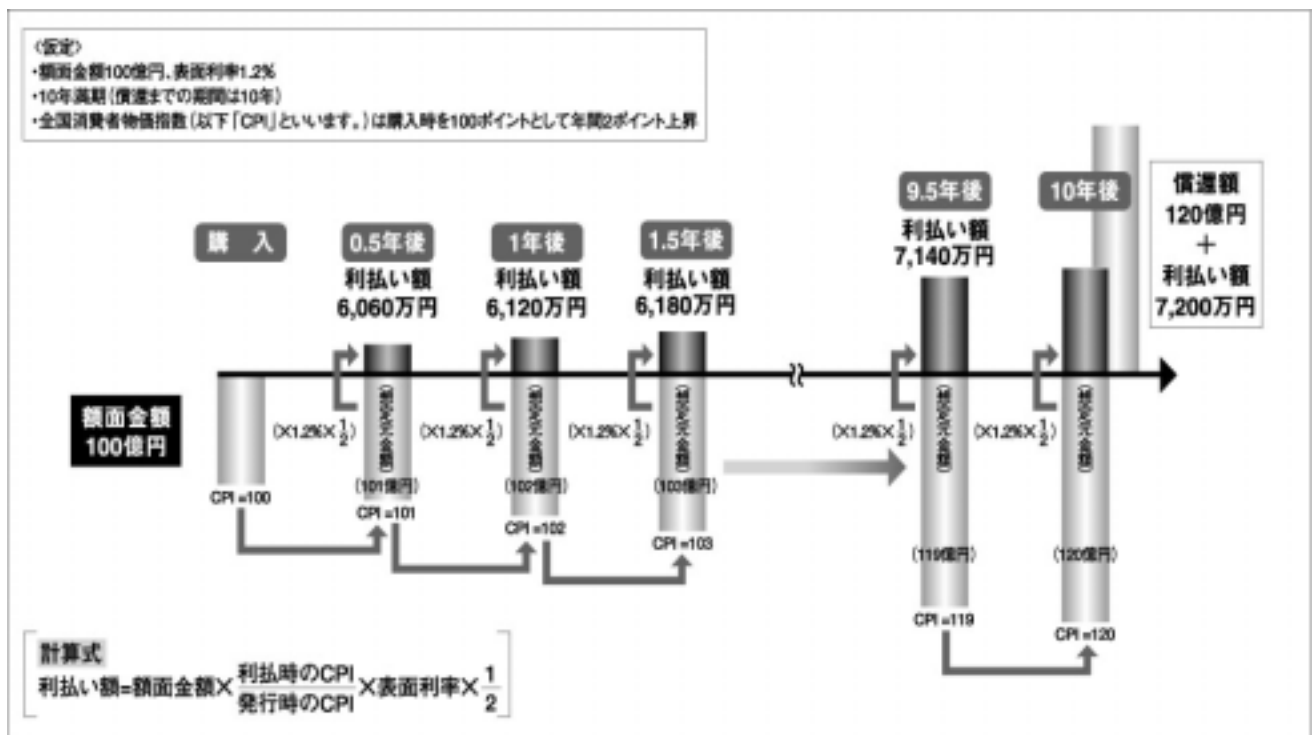 〈仮定〉
・額面金額100億円、表面利率1.2%
・10年満期(償還までの期間は10年)
・全国消費者物価指数(以下「CPI」といいます。)は購入時を100ポイントとして年間2ポイント上昇
購 入
0.5年後
利払い額
6,060万円
1年後
利払い額
6,120万円
1.5年後
利払い額
6,180万円
9.5年後
利払い額
7,140万円
10年後
償還額
120億円
+
利払い額
7,200万円
額面金額
100億円
(×1.2%×1/2)
(×1.2%×1/2)
(×1.2%×1/2)
(×1.2%×1/2)
(×1.2%×1/2)
(101億円)
(102億円)
(103億円)
(119億円)
(120億円)
CPI=100
CPI=101
CPI=102
CPI=103
CPI=119
CPI=120
計算式
利払い額=額面金額×利払時のCPI/発行時のCPI×表面利率×1/2